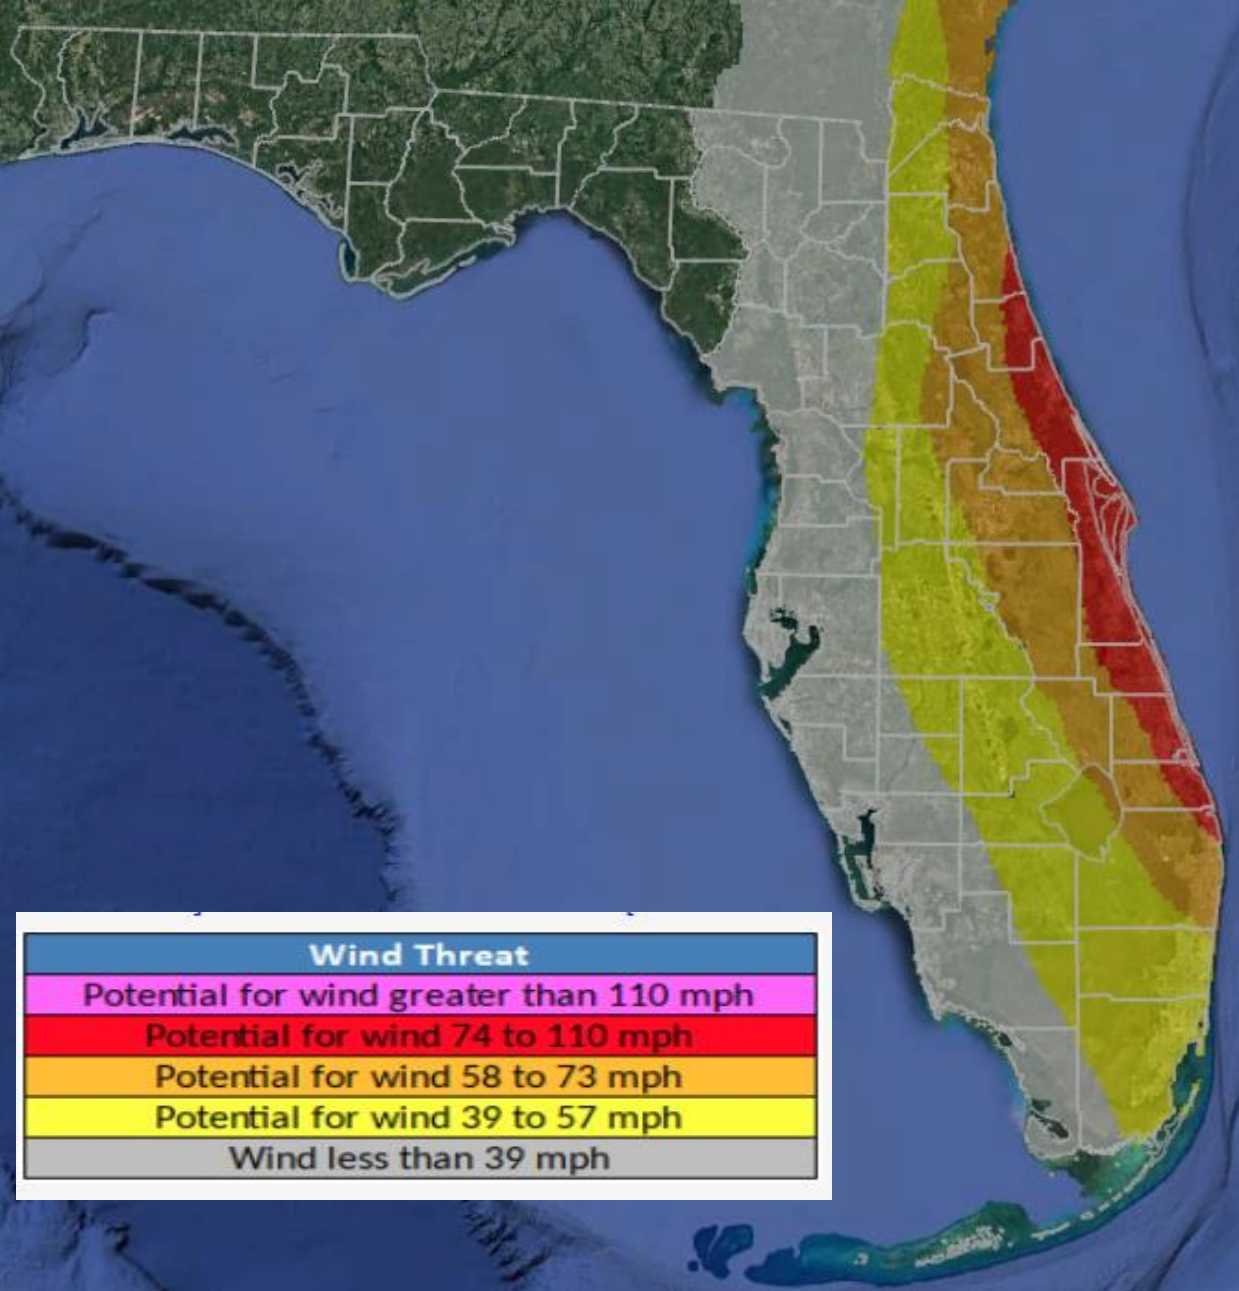 Wind Threat
Potential for wind greater than 110 mph
Potential for wind 74 to 110 mph
Potential for wind 58 to 73 mph
Potential for wind 39 to 57 mph
Wind less than 39 mph